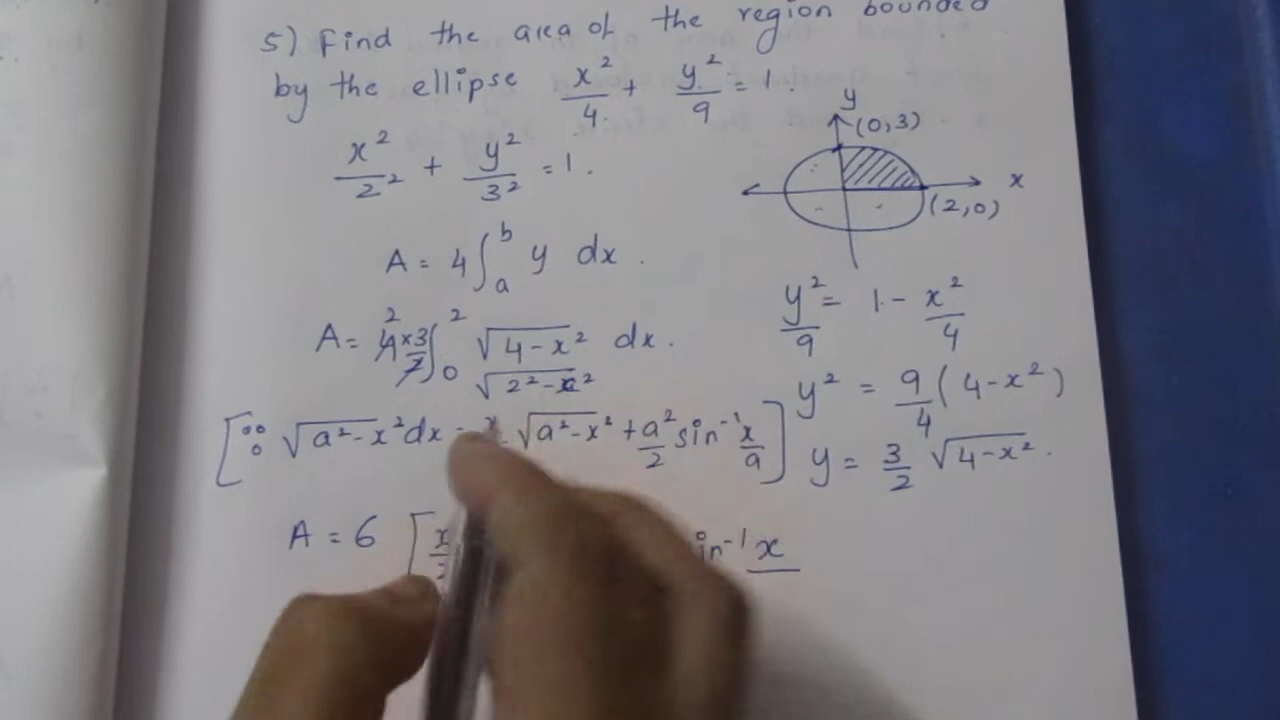 5) Find the area of the region bounded
by the ellipse x²/4 + y²/9 = 1.
x²/2² + y²/3² = 1.
y
(0,3)
x
(2,0)
A = 4∫ₐᵇ y dx.
y²/9 = 1 - x²/4
A = 4×3/2 ∫₀² √4-x² dx.
2
√2²-x²
y² = 9/4 (4-x²)
[∵ √a²-x² dx = x √a²-x² + a²/2 sin⁻¹ x/a]
y = 3/2 √4-x².
A = 6 [x in⁻¹ x